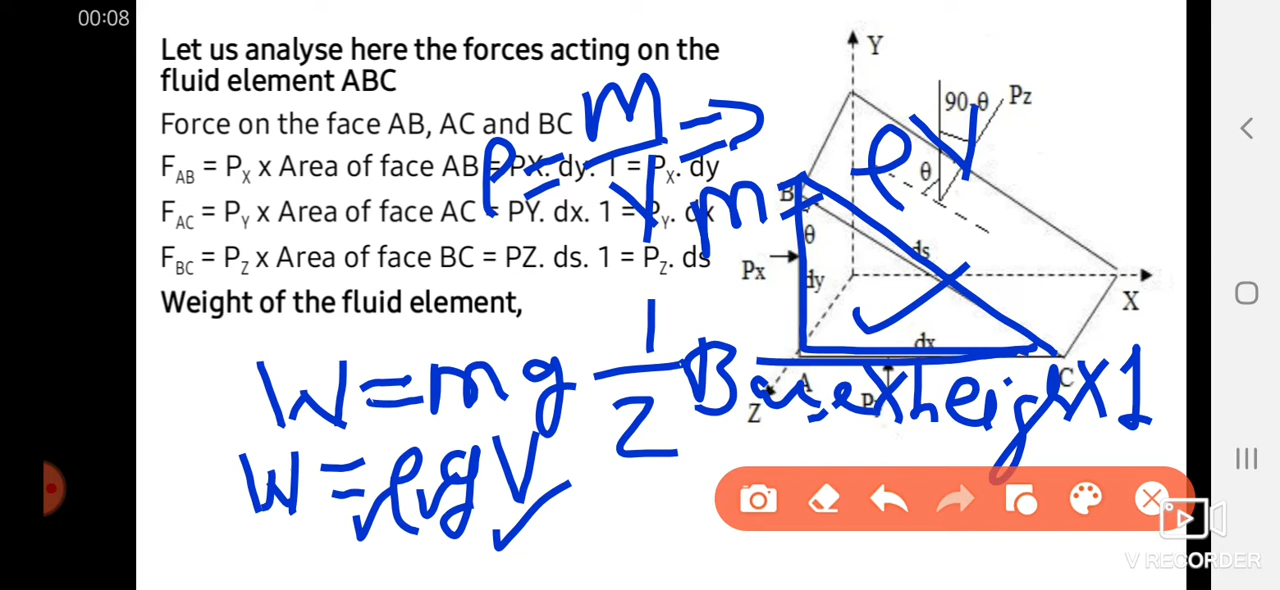 00:08
Let us analyse here the forces acting on the
fluid element ABC
Force on the face AB, AC and BC
F_AB = P_X x Area of face AB = PX. dy. 1 = P_X. dy
F_AC = P_Y x Area of face AC = PY. dx. 1 = P_Y. dx
F_BC = P_Z x Area of face BC = PZ. ds. 1 = P_Z. ds
Weight of the fluid element,
ρ = m/V ⇒
m = ρV
W = mg
1/2 Base x height x 1
W = ρgV
Y
90-θ
Pz
θ
B
θ
ds
Px
dy
X
dx
A
C
Z
V RECORDER